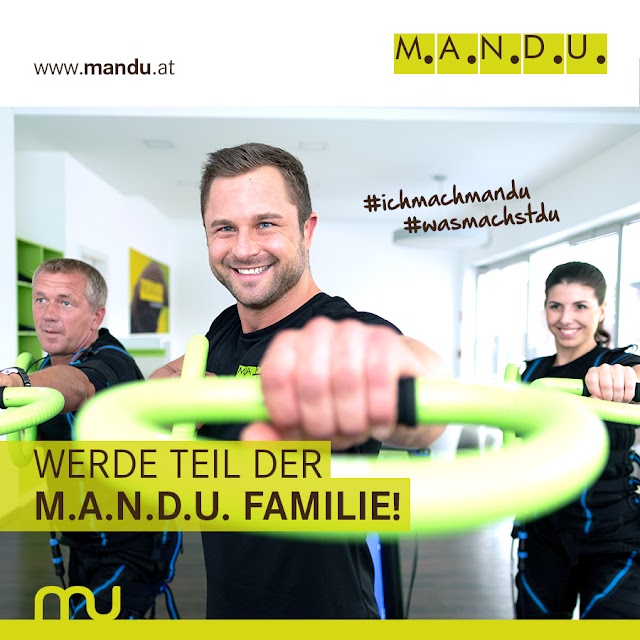 www.mandu.at
M.A.N.D.U.
#ichmachmandu
#wasmachstdu
WERDE TEIL DER
M.A.N.D.U. FAMILIE!
mu